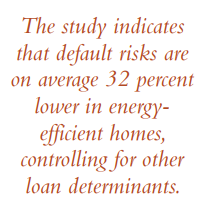 The study indicates
that default risks are
on average 32 percent
lower in energy-
efficient homes,
controlling for other
loan determinants.